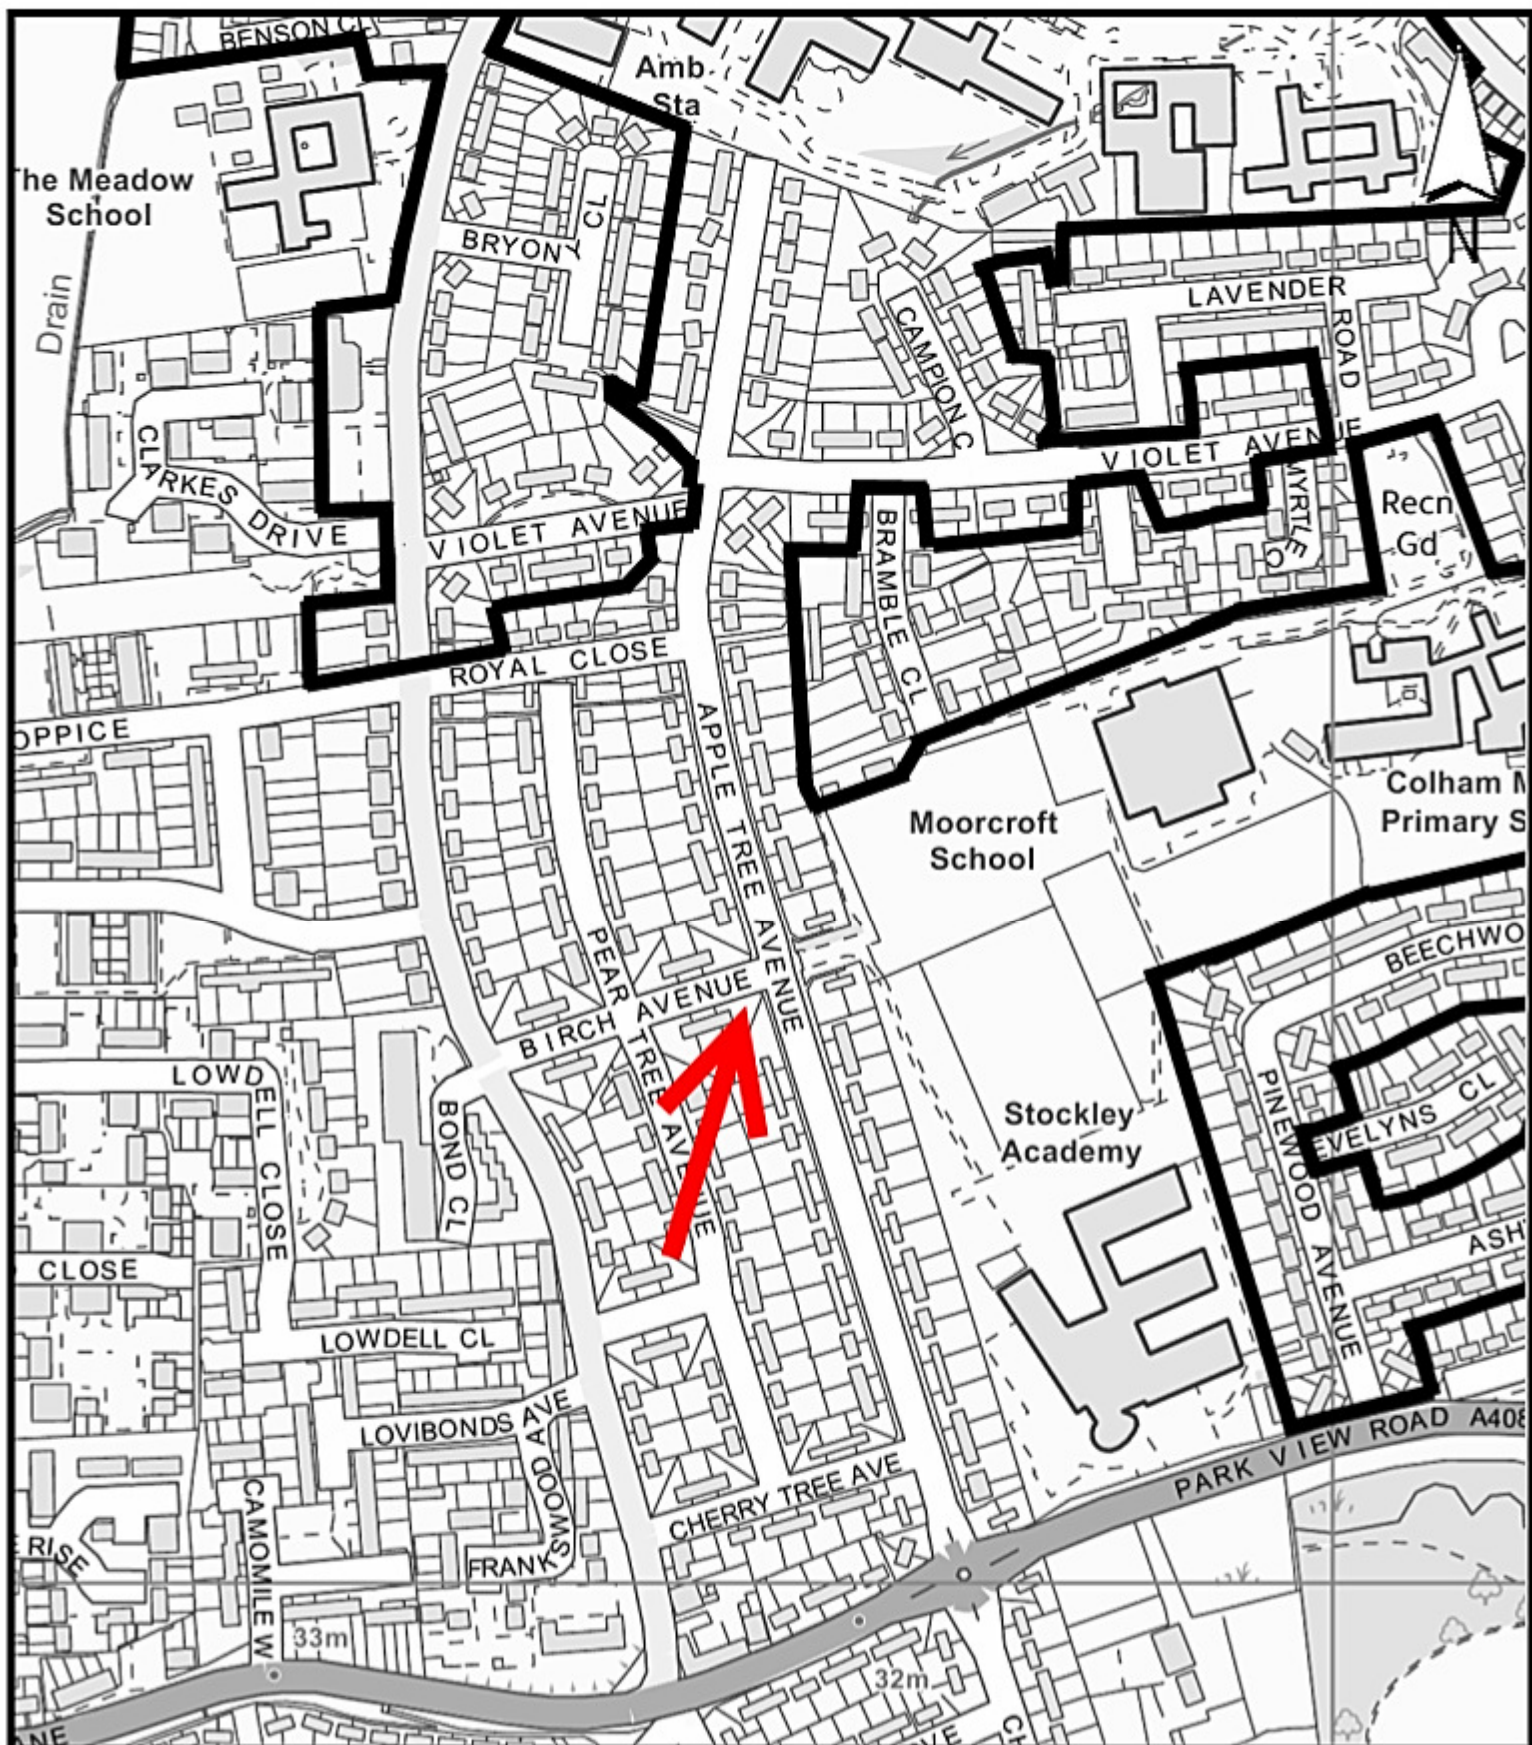 BENSON CL
Amb
Sta
The Meadow
School
BRYONY
CL
Drain
LAVENDER
ROAD
CAMPION C
N
VIOLET AVENUE
CLARKES DRIVE
VIOLET AVENUE
BRAMBLE CL
MYRTLE
Recn
Gd
ROYAL CLOSE
OPPICE
APPLE TREE AVENUE
Moorcroft
School
Colham M
Primary S
PEAR TREE AVENUE
BIRCH AVENUE
BEECHWO
LOWDELL CLOSE
BOND CL
Stockley
Academy
PINEWOOD AVENUE
EVELYNS CL
CLOSE
ASH
LOWDELL CL
LOVIBONDS AVE
FRANKSWOOD A
CHERRY TREE AVE
PARK VIEW ROAD A408
E RISE
CAMOMILE W
33m
32m
ANE
VE
CH